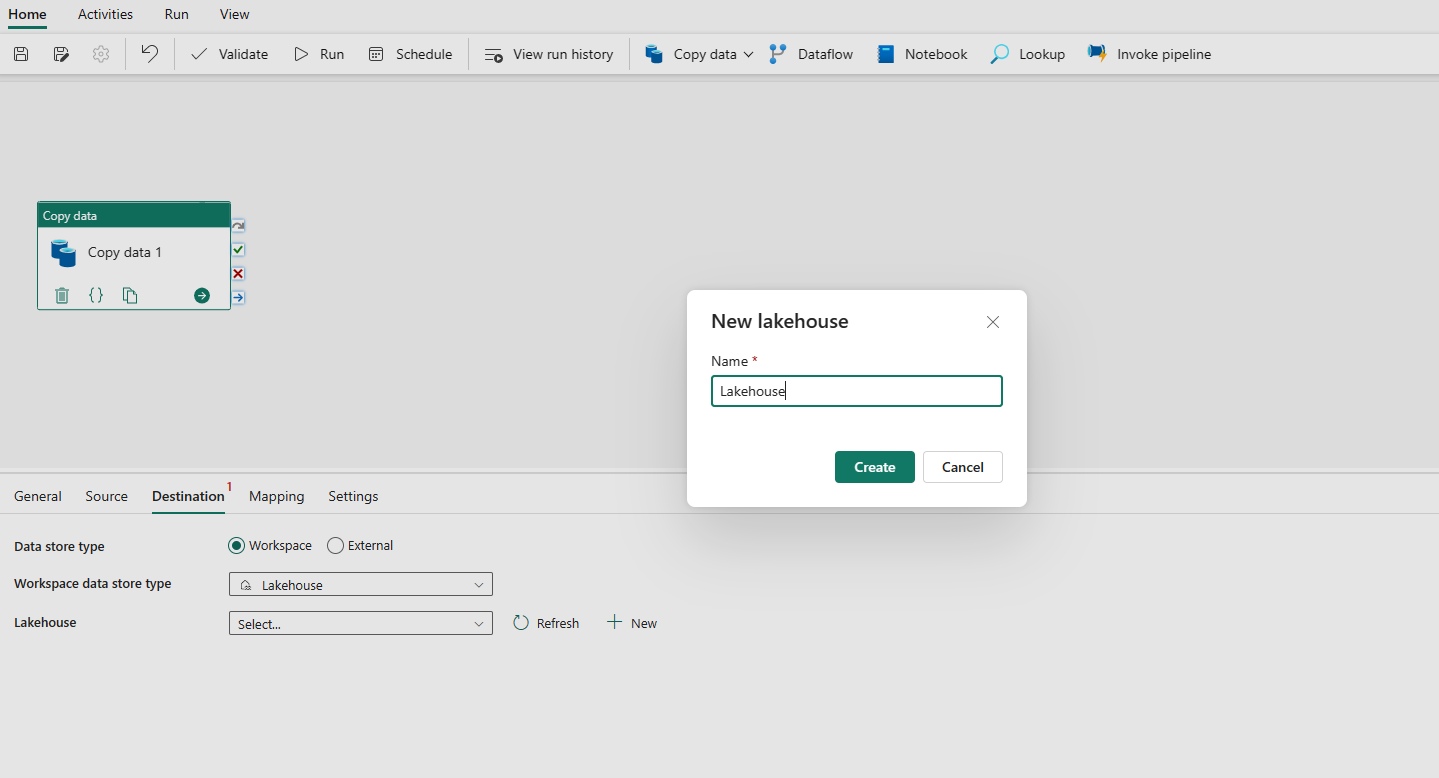 Home Activities Run View
Validate Run Schedule View run history Copy data Dataflow Notebook Lookup Invoke pipeline
Copy data
Copy data 1
New lakehouse
Name *
Lakehouse
Create Cancel
General Source Destination 1 Mapping Settings
Data store type Workspace External
Workspace data store type Lakehouse
Lakehouse Select... Refresh New